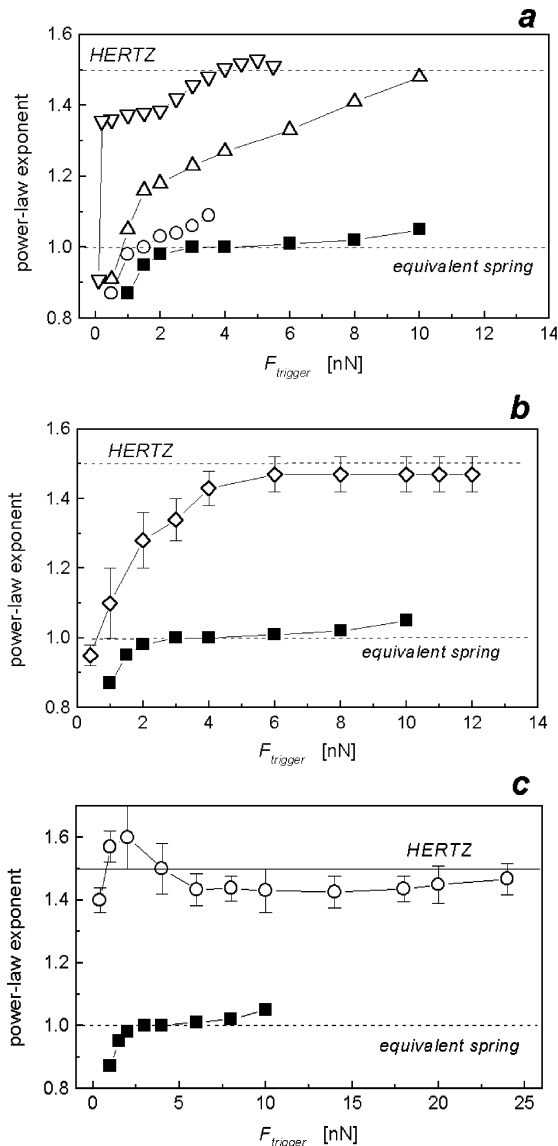 a
1.6
HERTZ
1.4
1.2
1.0
equivalent spring
0.8
power-law exponent
0 2 4 6 8 10 12 14
F_trigger [nN]
b
1.6
HERTZ
1.4
1.2
1.0
equivalent spring
0.8
power-law exponent
0 2 4 6 8 10 12 14
F_trigger [nN]
c
1.6
HERTZ
1.4
1.2
1.0
equivalent spring
0.8
power-law exponent
0 5 10 15 20 25
F_trigger [nN]